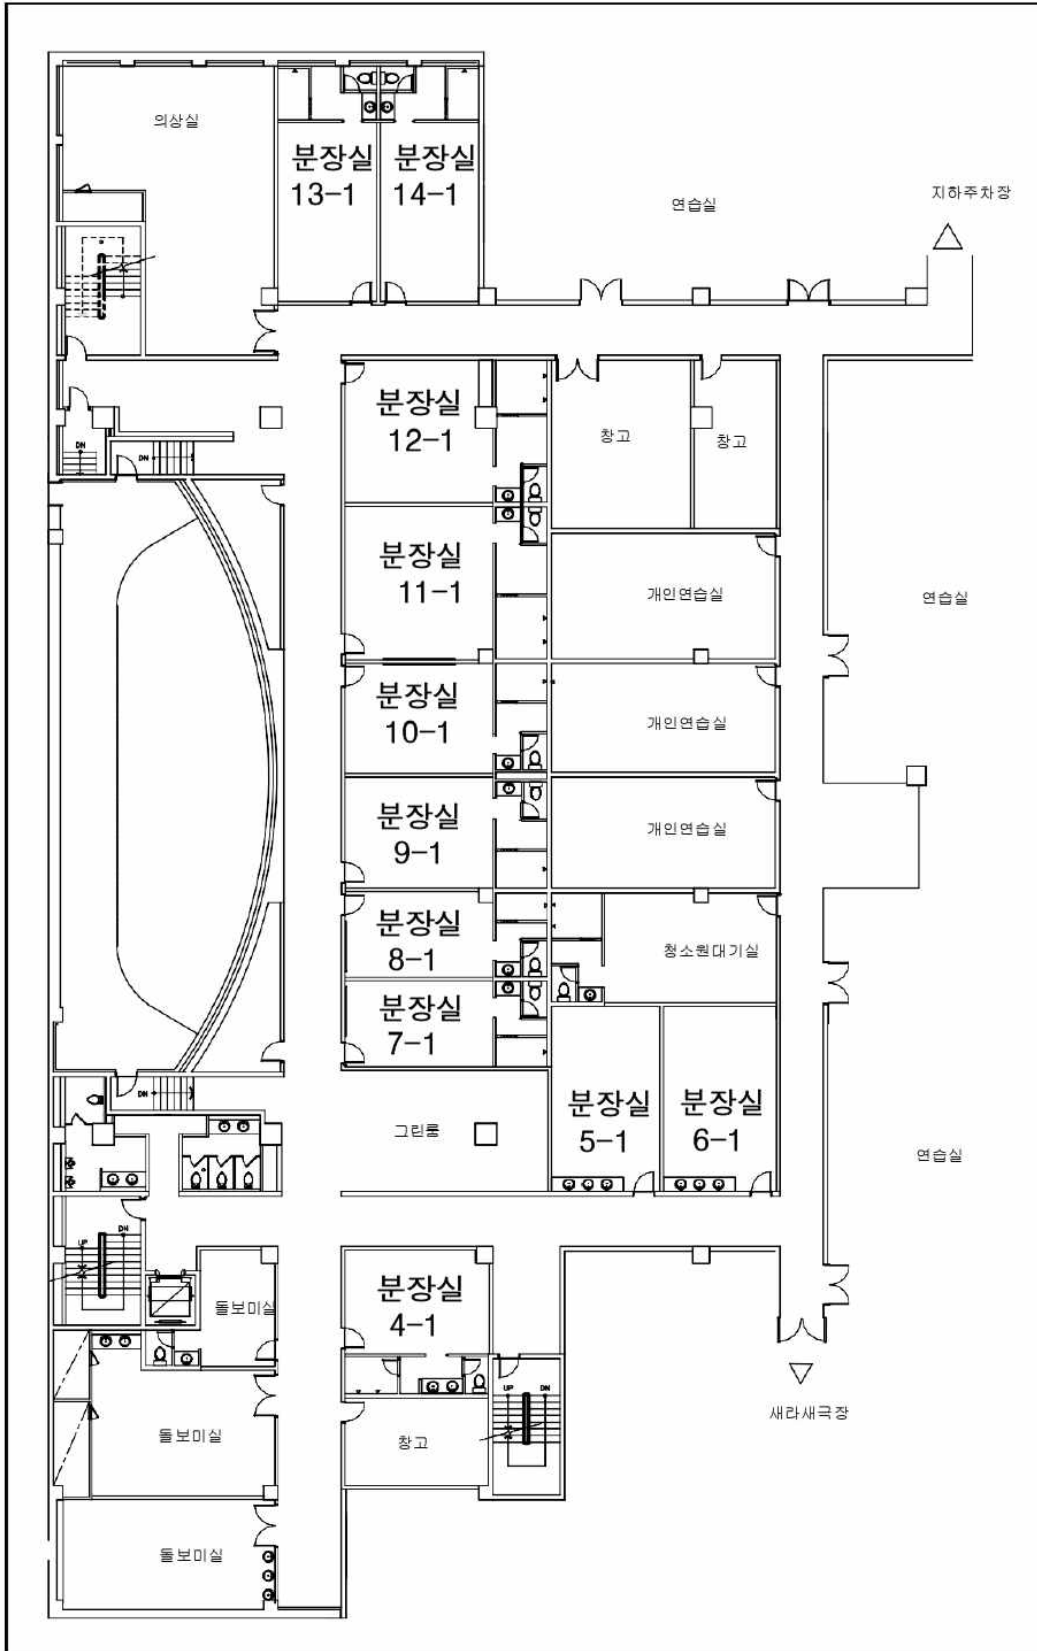 의상실
분장실
13-1
분장실
14-1
연습실
지하주차장
분장실
12-1
창고
창고
DN
DN
분장실
11-1
개인연습실
연습실
분장실
10-1
개인연습실
분장실
9-1
개인연습실
분장실
8-1
청소원대기실
분장실
7-1
DN
분장실
5-1
분장실
6-1
그린룸
연습실
DN
UP
분장실
4-1
돌보미실
UP
DN
새라새극장
돌보미실
창고
돌보미실